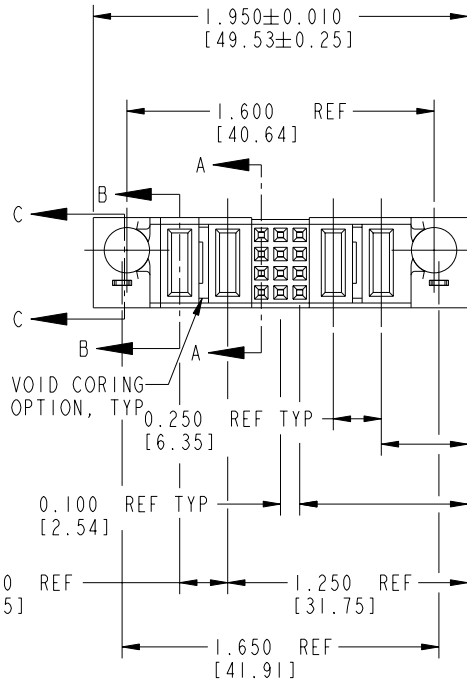 1.950±0.010
[49.53±0.25]
1.600 REF
[40.64]
A
B
C
C
B
A
VOID CORING
OPTION, TYP
0.250 REF TYP
[6.35]
0.100 REF TYP
[2.54]
0 REF
5]
1.250 REF
[31.75]
1.650 REF
[41.91]